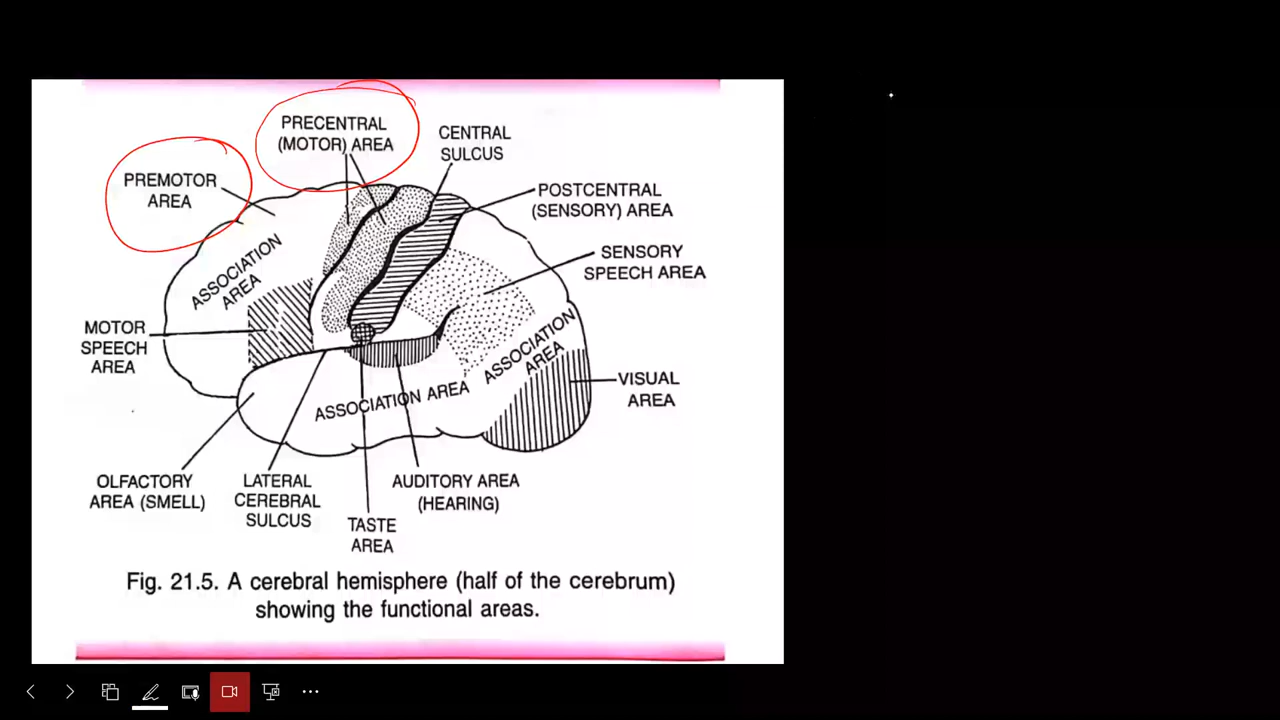 PRECENTRAL
(MOTOR) AREA
CENTRAL
SULCUS
PREMOTOR
AREA
POSTCENTRAL
(SENSORY) AREA
ASSOCIATION
AREA
SENSORY
SPEECH AREA
MOTOR
SPEECH
AREA
ASSOCIATION
AREA
VISUAL
AREA
ASSOCIATION AREA
OLFACTORY
AREA (SMELL)
LATERAL
CEREBRAL
SULCUS
AUDITORY AREA
(HEARING)
TASTE
AREA
Fig. 21.5. A cerebral hemisphere (half of the cerebrum)
showing the functional areas.